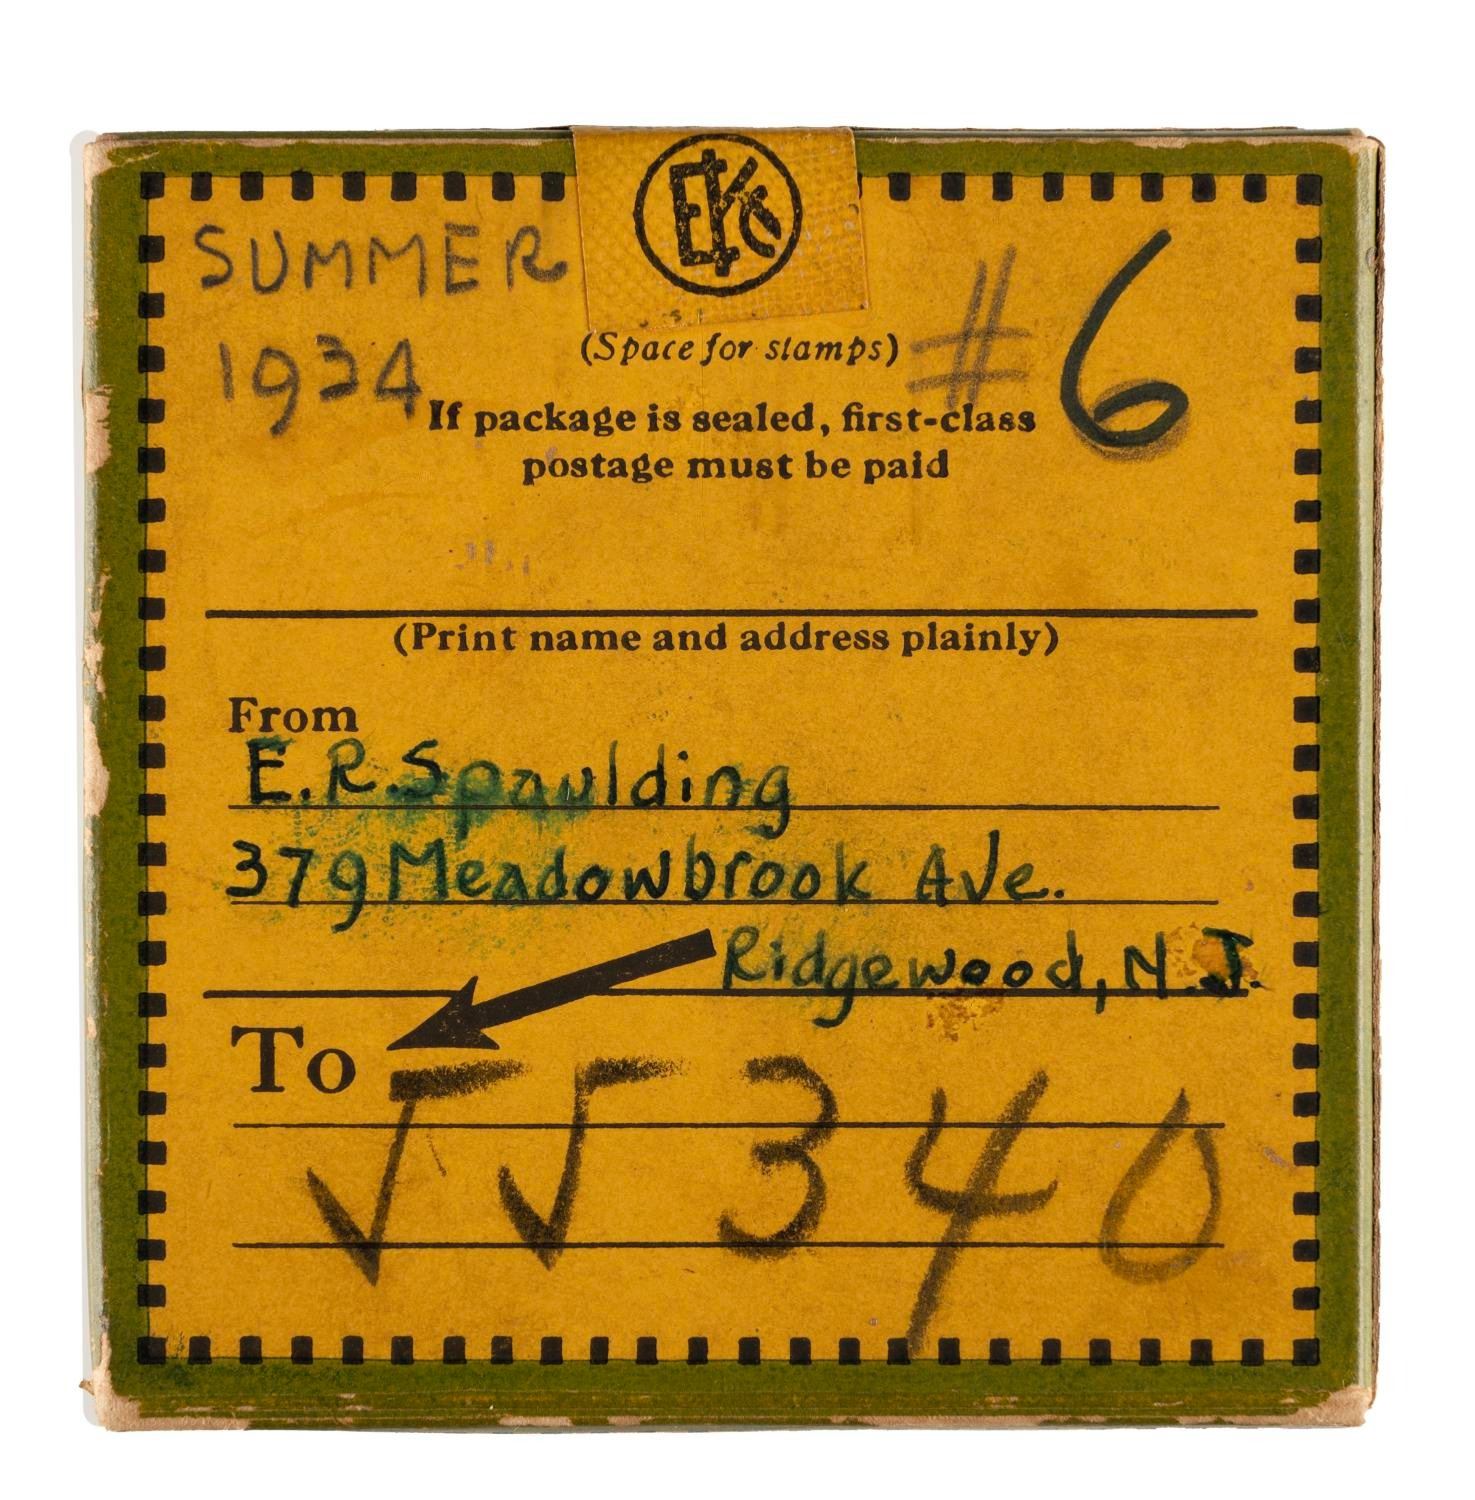 EKC
SUMMER
1934
#6
(Space for stamps)
If package is sealed, first-class
postage must be paid
(Print name and address plainly)
From
E.R. Spaulding
379 Meadowbrook Ave.
Ridgewood, N.J.
To
√√340